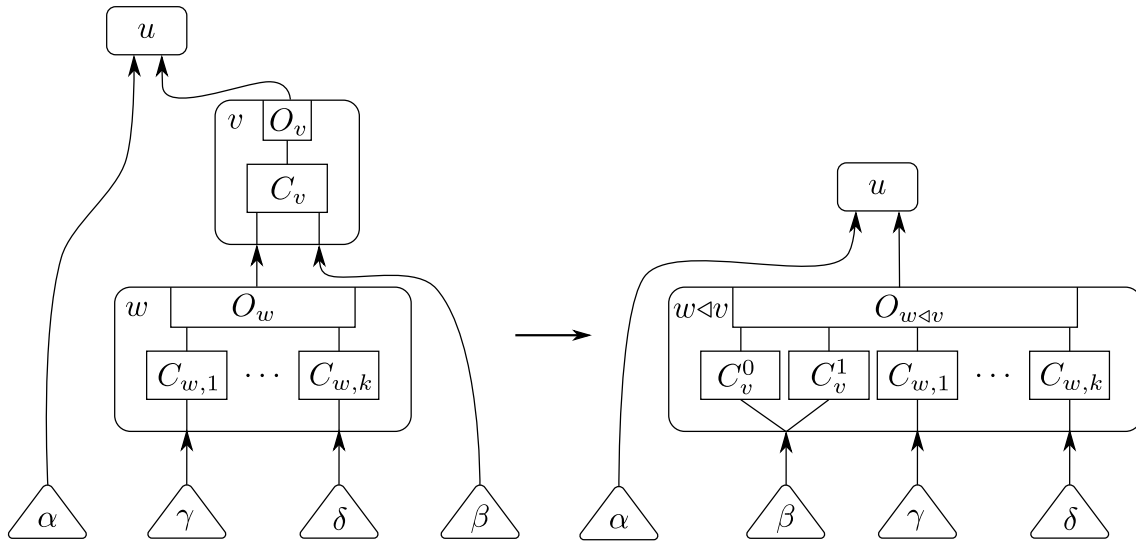 u
v O_v
C_v
u
w O_w
w◁v O_{w◁v}
C_{w,1} ⋯ C_{w,k}
C_v^0 C_v^1 C_{w,1} ⋯ C_{w,k}
α γ δ β
α β γ δ